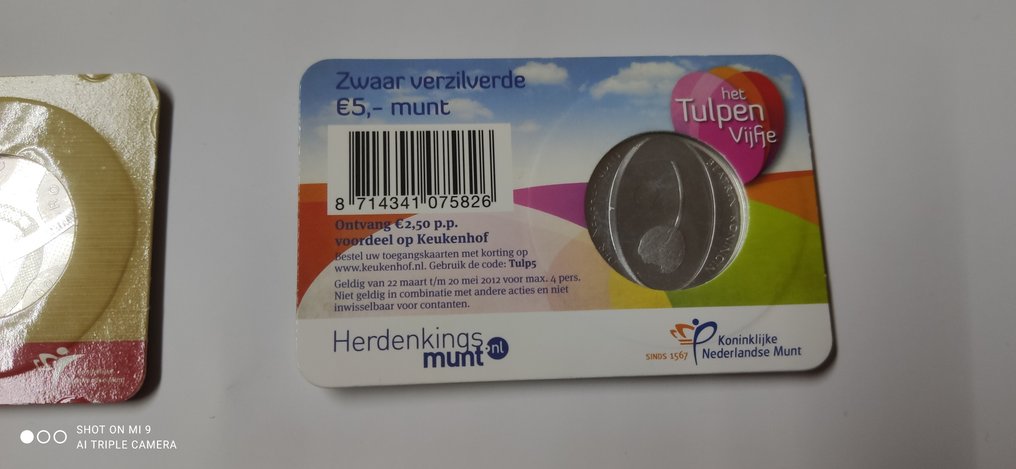 Zwaar verzilverde
€5,- munt
het
Tulpen
Vijfje
8 714341 075826
Ontvang €2,50 p.p.
voordeel op Keukenhof
Bestel uw toegangskaarten met korting op
www.keukenhof.nl. Gebruik de code: Tulp5
Geldig van 22 maart t/m 20 mei 2012 voor max. 4 pers.
Niet geldig in combinatie met andere acties en niet
inwisselbaar voor contanten.
Herdenkings
munt.nl
SINDS 1567
Koninklijke
Nederlandse Munt
SHOT ON MI 9
AI TRIPLE CAMERA